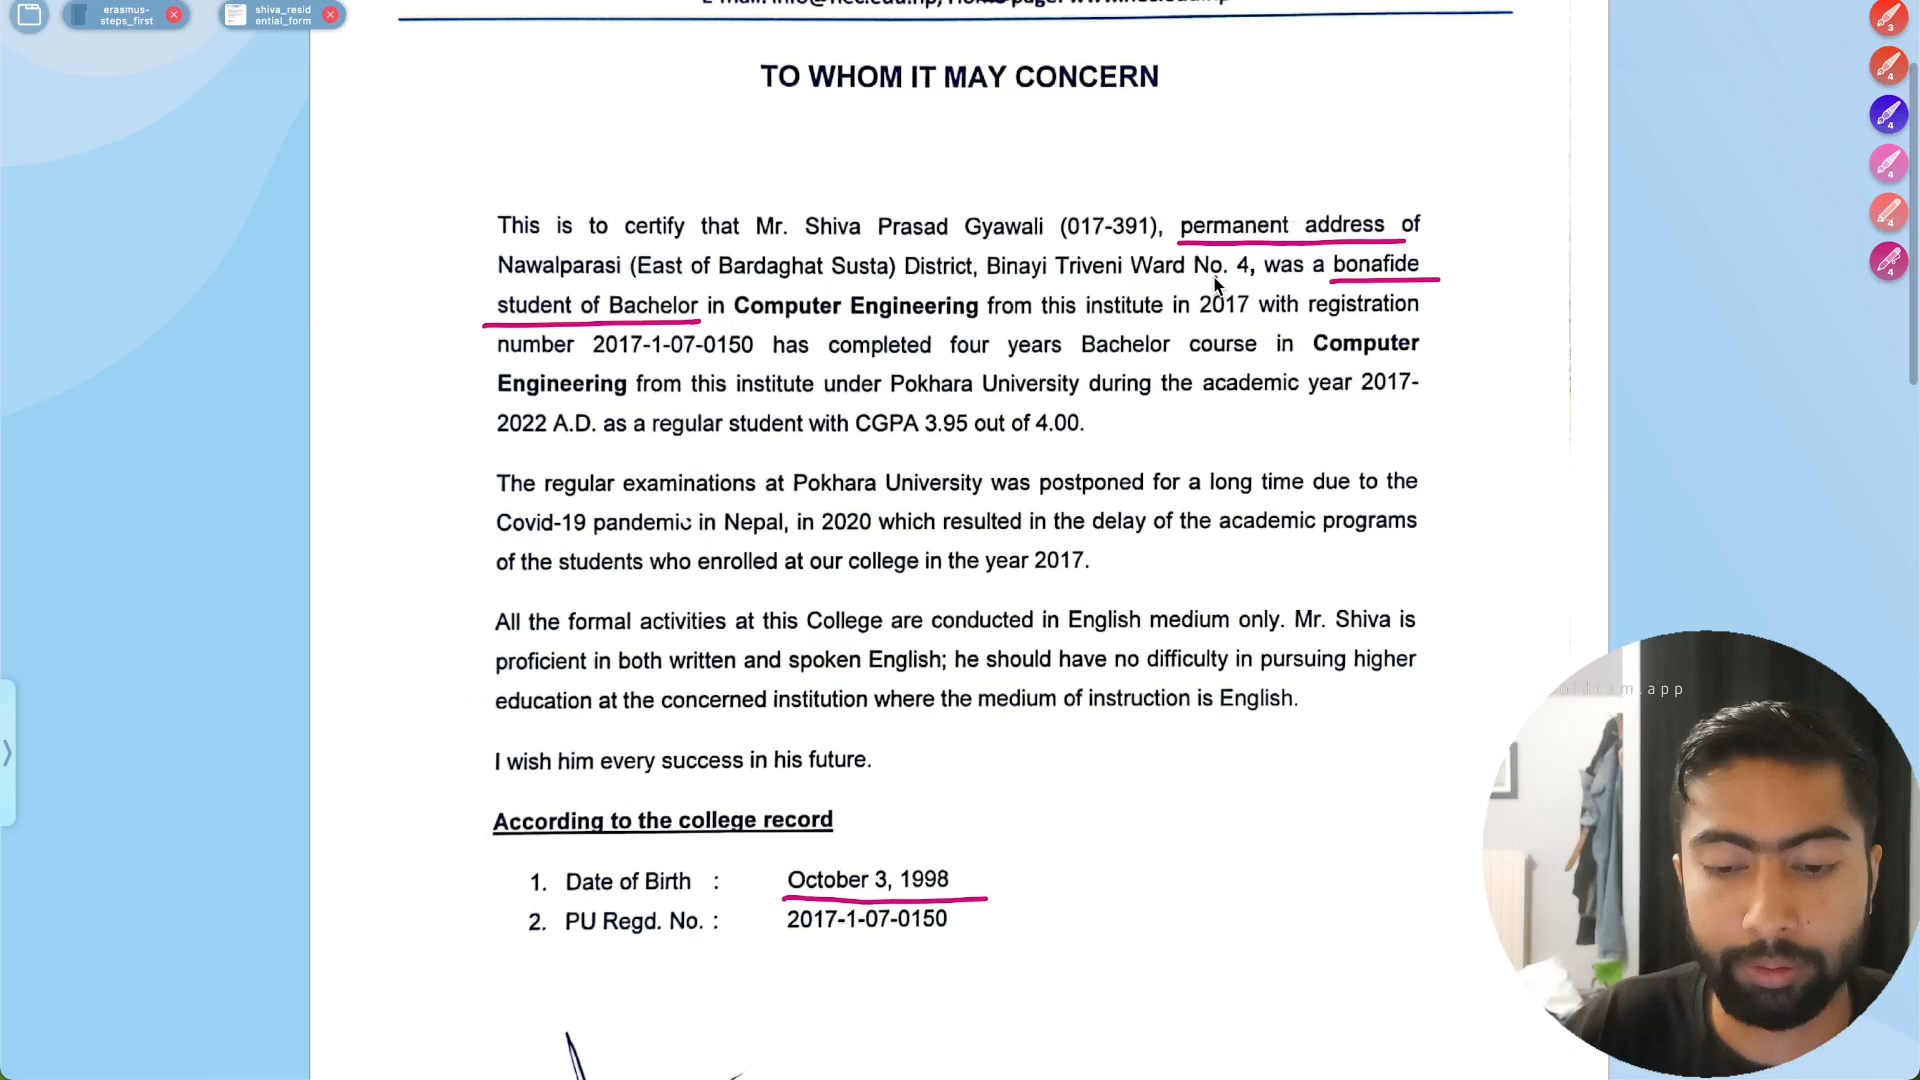 erasmus-
steps_first
shiva_resid
ential_form
TO WHOM IT MAY CONCERN
This is to certify that Mr. Shiva Prasad Gyawali (017-391), permanent address of
Nawalparasi (East of Bardaghat Susta) District, Binayi Triveni Ward No. 4, was a bonafide
student of Bachelor in Computer Engineering from this institute in 2017 with registration
number 2017-1-07-0150 has completed four years Bachelor course in Computer
Engineering from this institute under Pokhara University during the academic year 2017-
2022 A.D. as a regular student with CGPA 3.95 out of 4.00.
The regular examinations at Pokhara University was postponed for a long time due to the
Covid-19 pandemic in Nepal, in 2020 which resulted in the delay of the academic programs
of the students who enrolled at our college in the year 2017.
All the formal activities at this College are conducted in English medium only. Mr. Shiva is
proficient in both written and spoken English; he should have no difficulty in pursuing higher
education at the concerned institution where the medium of instruction is English.
I wish him every success in his future.
According to the college record
1. Date of Birth : October 3, 1998
2. PU Regd. No. : 2017-1-07-0150
3
4
4
4
4
4